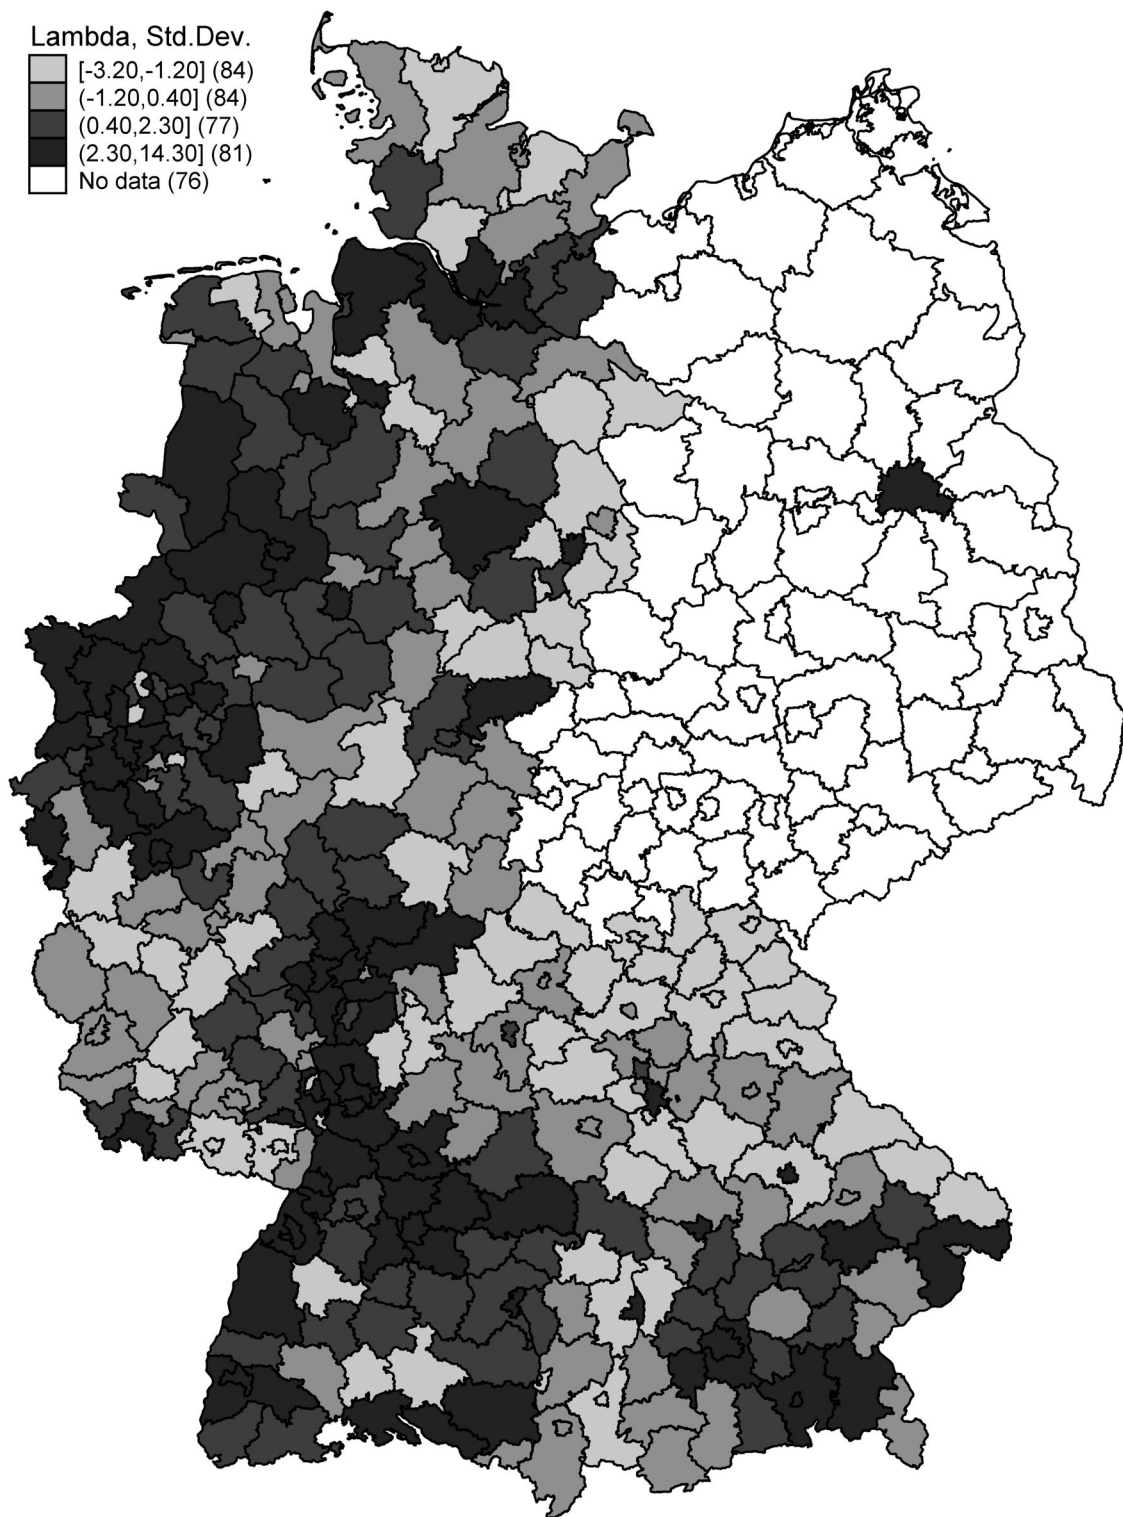 Lambda, Std.Dev.
[-3.20,-1.20] (84)
(-1.20,0.40] (84)
(0.40,2.30] (77)
(2.30,14.30] (81)
No data (76)